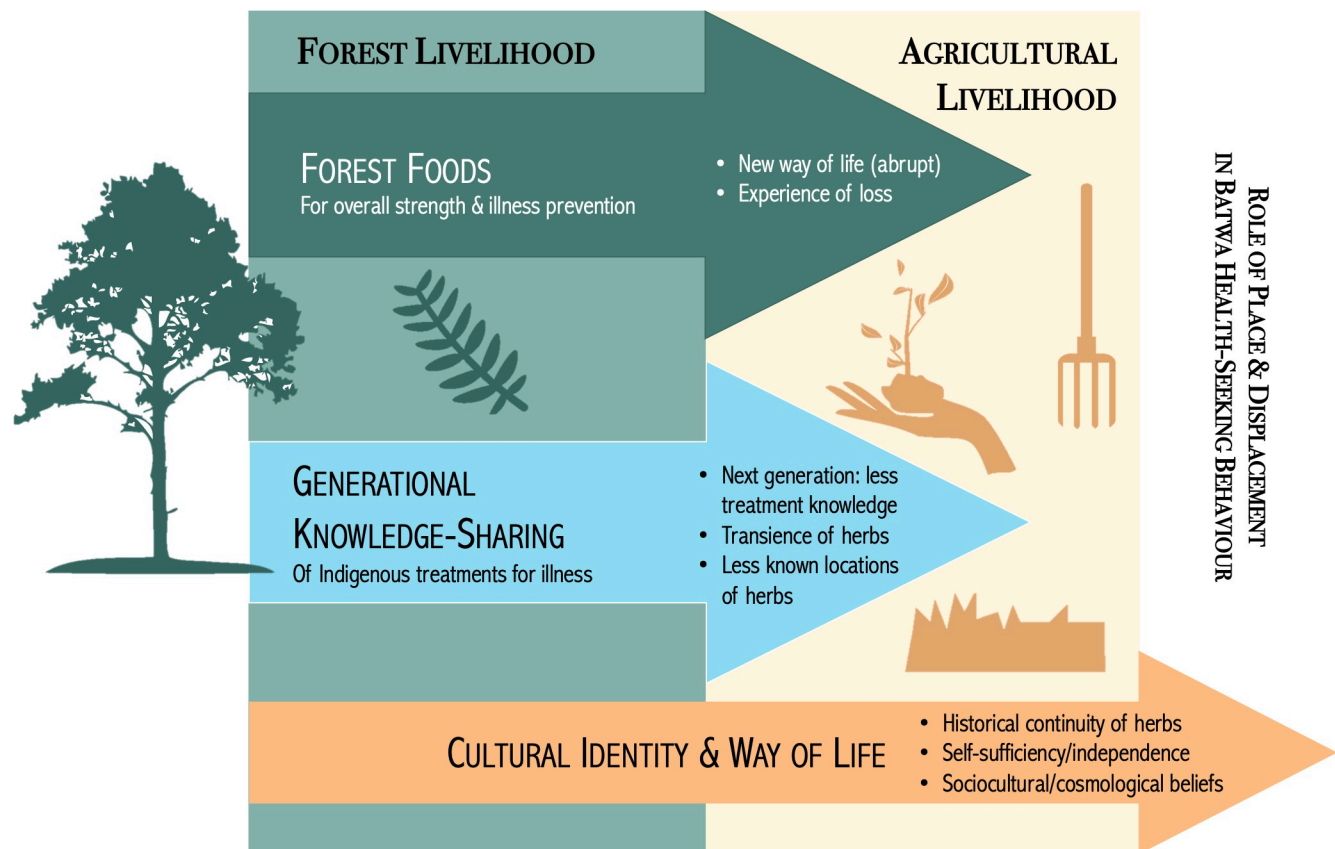 FOREST LIVELIHOOD
AGRICULTURAL
LIVELIHOOD
FOREST FOODS
For overall strength & illness prevention
• New way of life (abrupt)
• Experience of loss
GENERATIONAL
KNOWLEDGE-SHARING
Of Indigenous treatments for illness
• Next generation: less
treatment knowledge
• Transience of herbs
• Less known locations
of herbs
CULTURAL IDENTITY & WAY OF LIFE
• Historical continuity of herbs
• Self-sufficiency/independence
• Sociocultural/cosmological beliefs
ROLE OF PLACE & DISPLACEMENT
IN BATWA HEALTH-SEEKING BEHAVIOUR